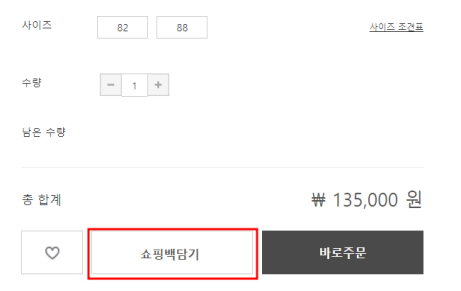 사이즈 82 88 사이즈 조견표
수량 − 1 +
남은 수량
총 합계 ₩ 135,000 원
쇼핑백담기 바로주문